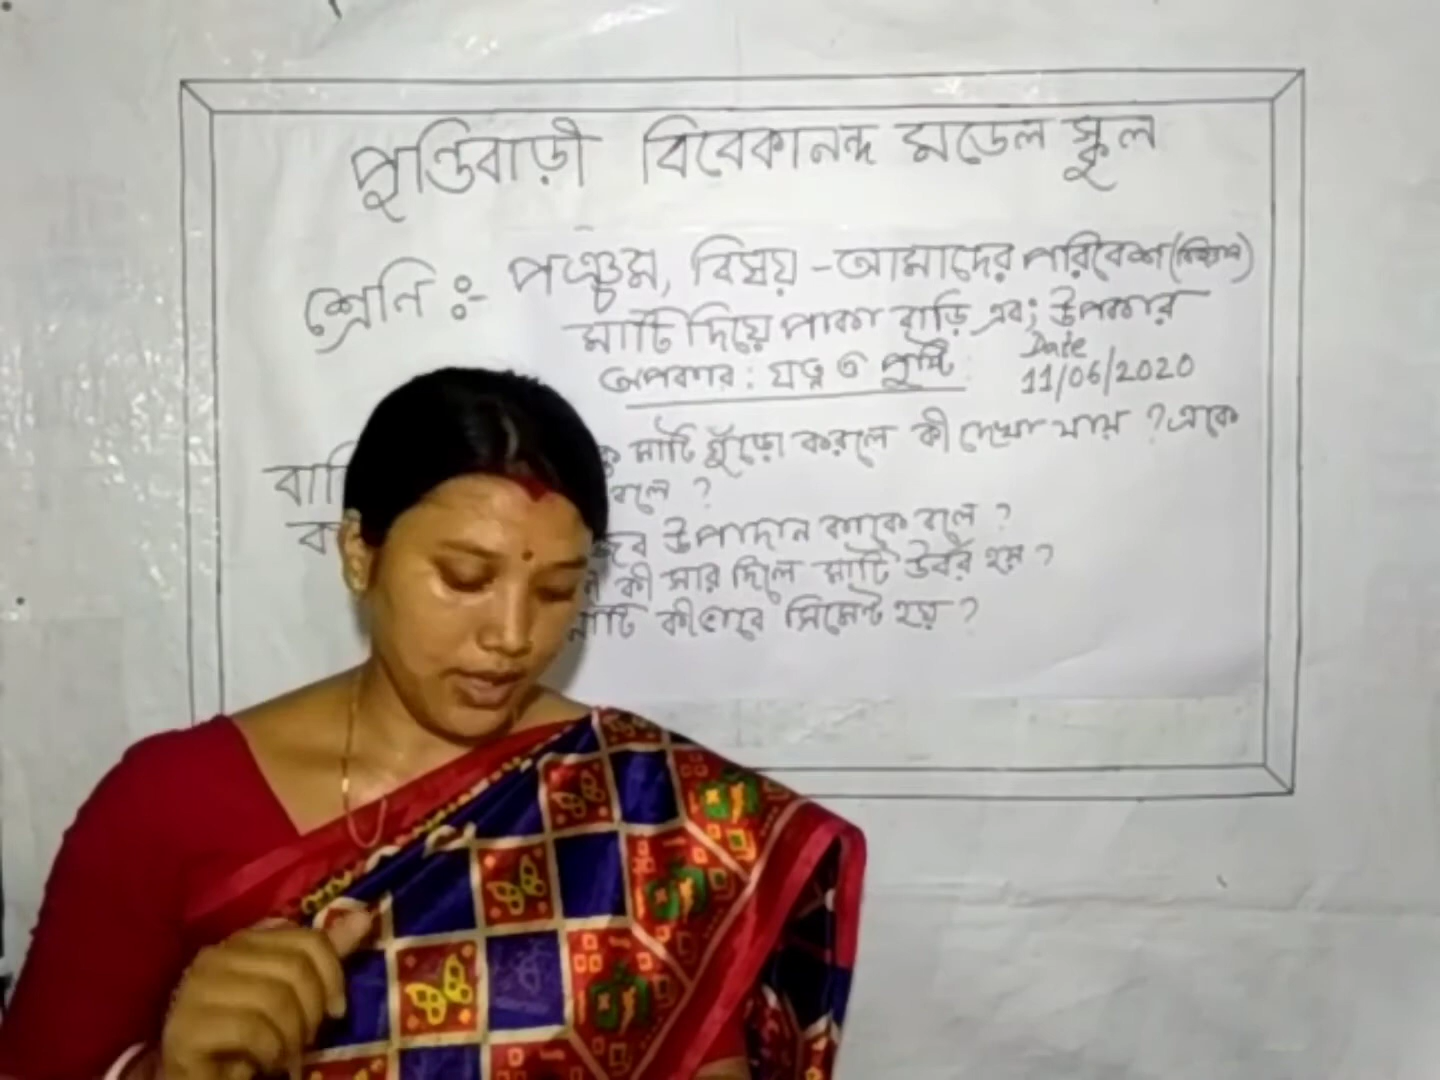 পুন্ডিবাড়ী বিবেকানন্দ মডেল স্কুল
শ্রেনি :- পঞ্চম, বিষয় - আমাদের পরিবেশ (বিজ্ঞান)
মাটি দিয়ে পাকা বাড়ি এবং উপকার
অপকার : যত্ন ও পুষ্টি
Date
11/06/2020
মাটি গুঁড়ো করলে কী দেখা যায় ? একে
বলে ?
উপাদান কাকে বলে ?
কী সার দিলে মাটি উর্বর হয় ?
মাটি কীভাবে সিমেন্ট হয় ?